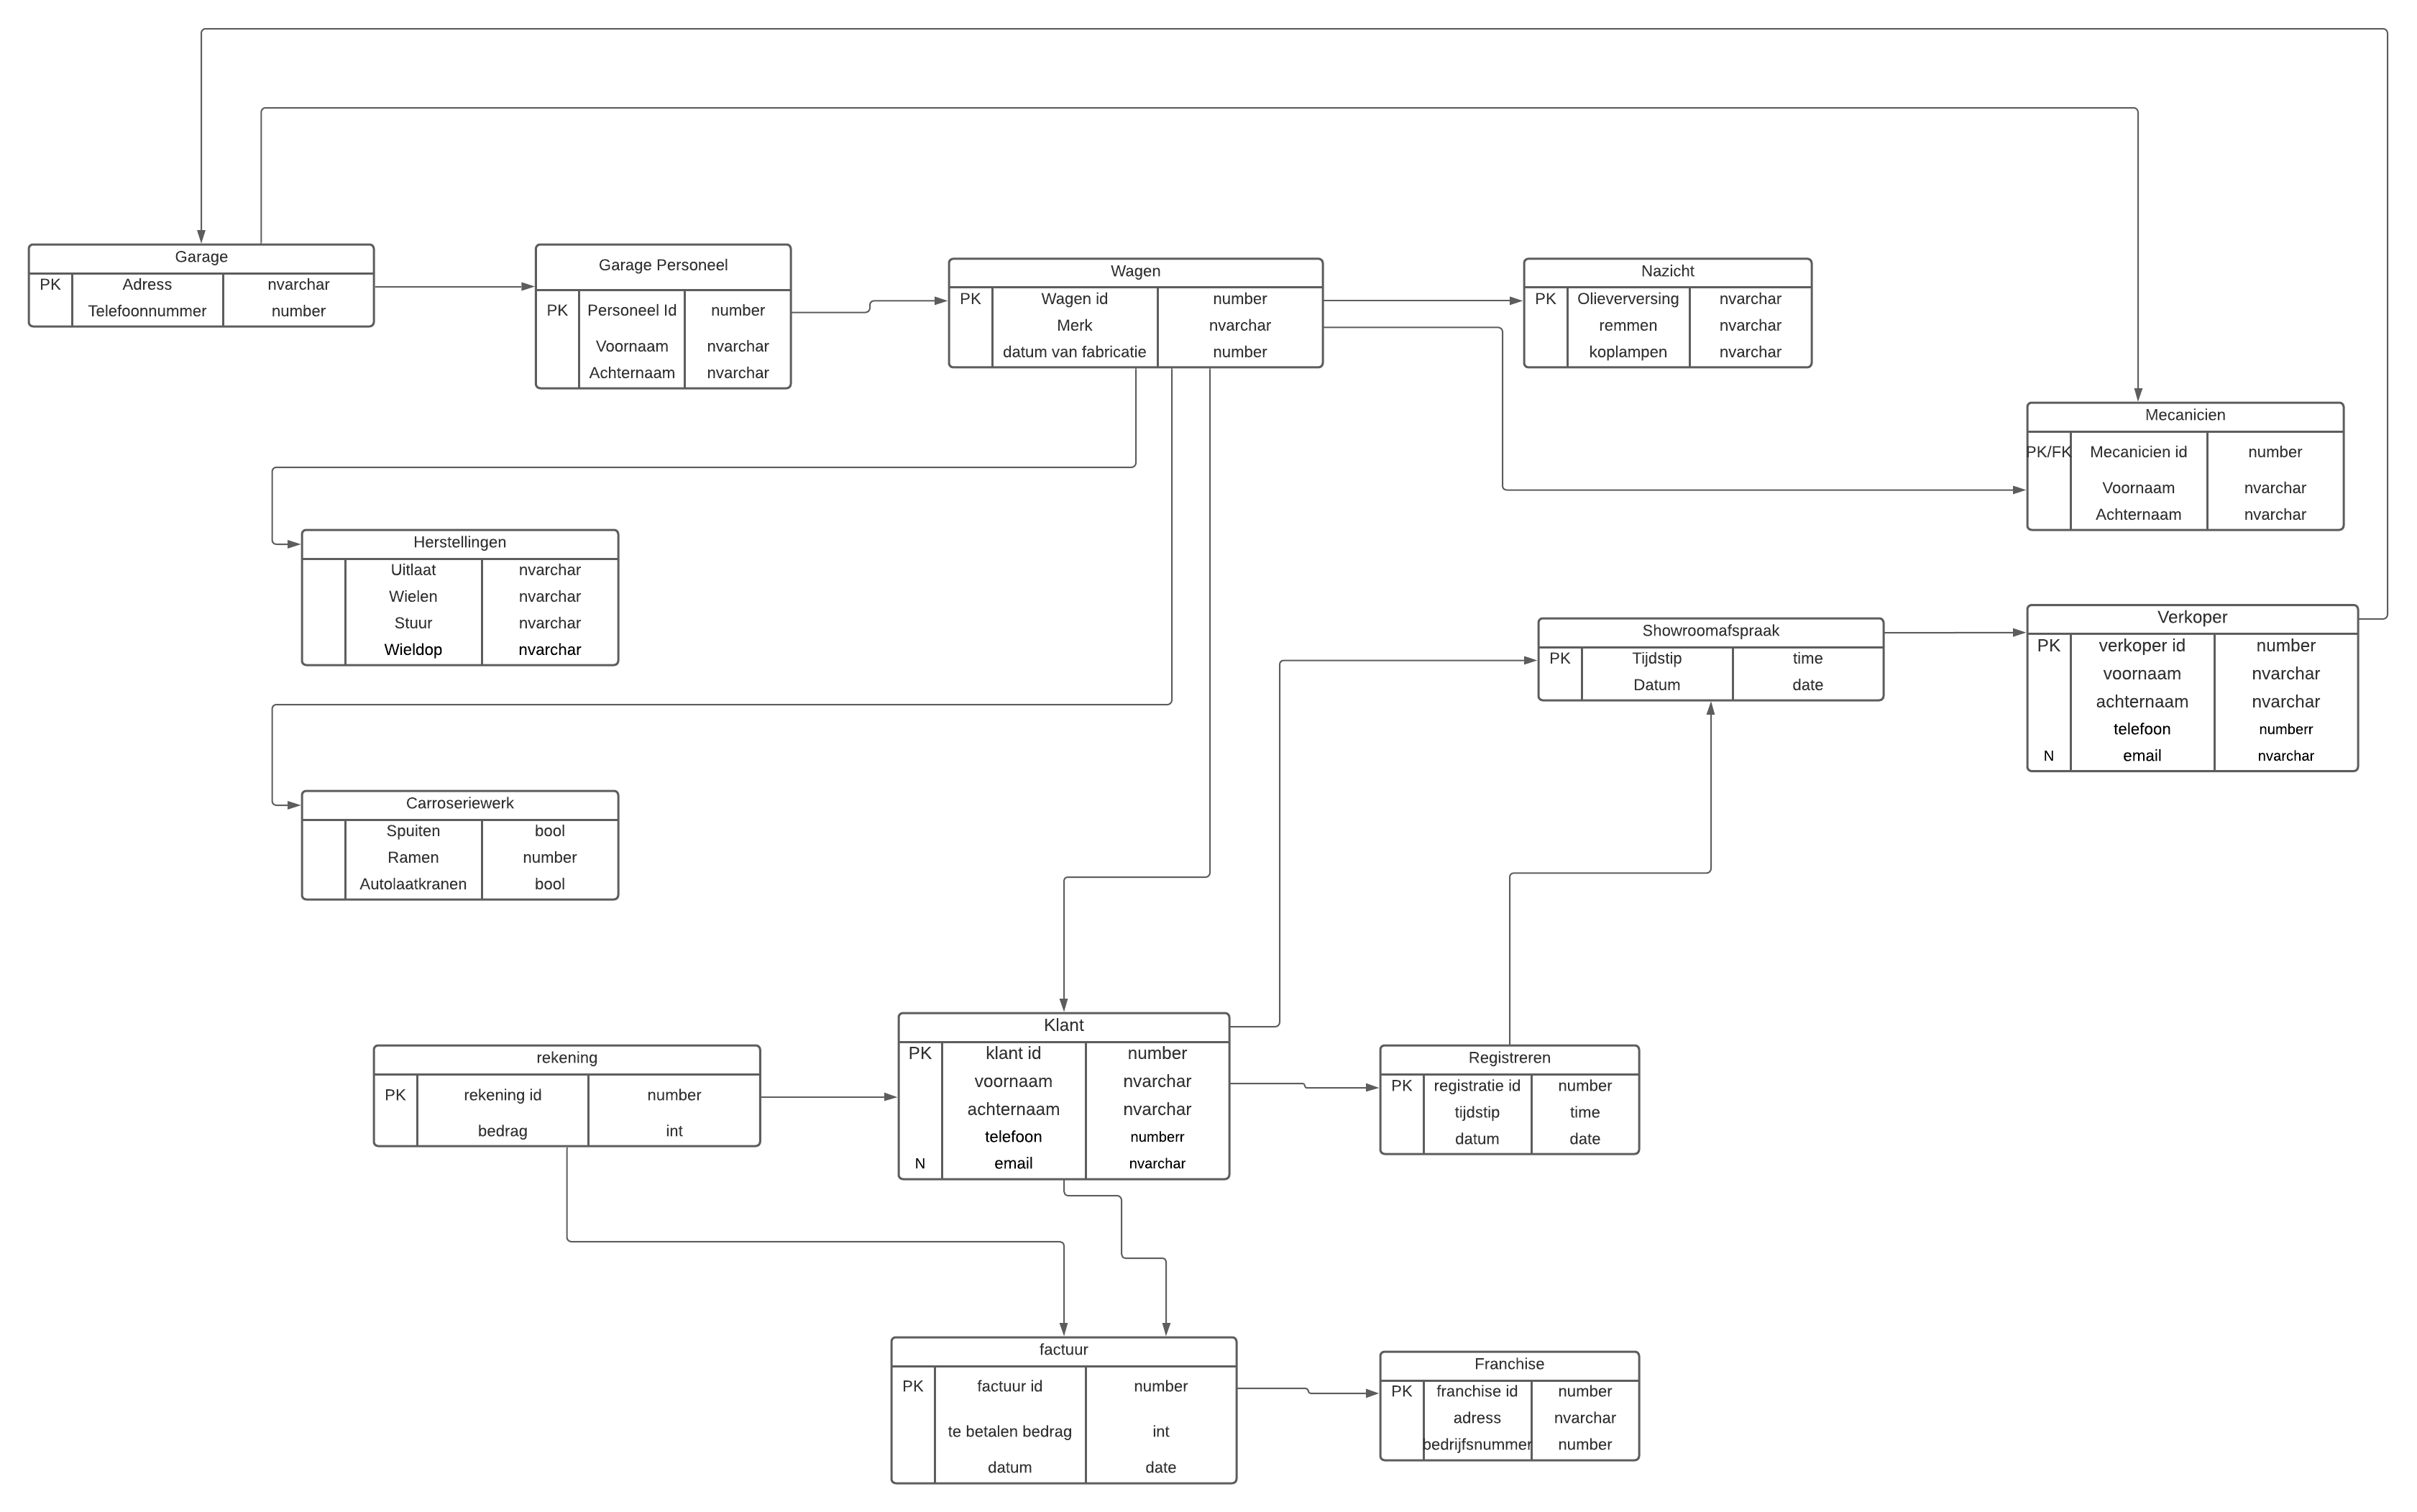 Garage
PK Adress nvarchar
Telefoonnummer number
Garage Personeel
PK Personeel Id number
Voornaam nvarchar
Achternaam nvarchar
Wagen
PK Wagen id number
Merk nvarchar
datum van fabricatie number
Nazicht
PK Olieverversing nvarchar
remmen nvarchar
koplampen nvarchar
Mecanicien
PK/FK Mecanicien id number
Voornaam nvarchar
Achternaam nvarchar
Herstellingen
Uitlaat nvarchar
Wielen nvarchar
Stuur nvarchar
Wieldop nvarchar
Showroomafspraak
PK Tijdstip time
Datum date
Verkoper
PK verkoper id number
voornaam nvarchar
achternaam nvarchar
telefoon numberr
N email nvarchar
Carroseriewerk
Spuiten bool
Ramen number
Autolaatkranen bool
rekening
PK rekening id number
bedrag int
Klant
PK klant id number
voornaam nvarchar
achternaam nvarchar
telefoon numberr
N email nvarchar
Registreren
PK registratie id number
tijdstip time
datum date
factuur
PK factuur id number
te betalen bedrag int
datum date
Franchise
PK franchise id number
adress nvarchar
bedrijfsnummer number